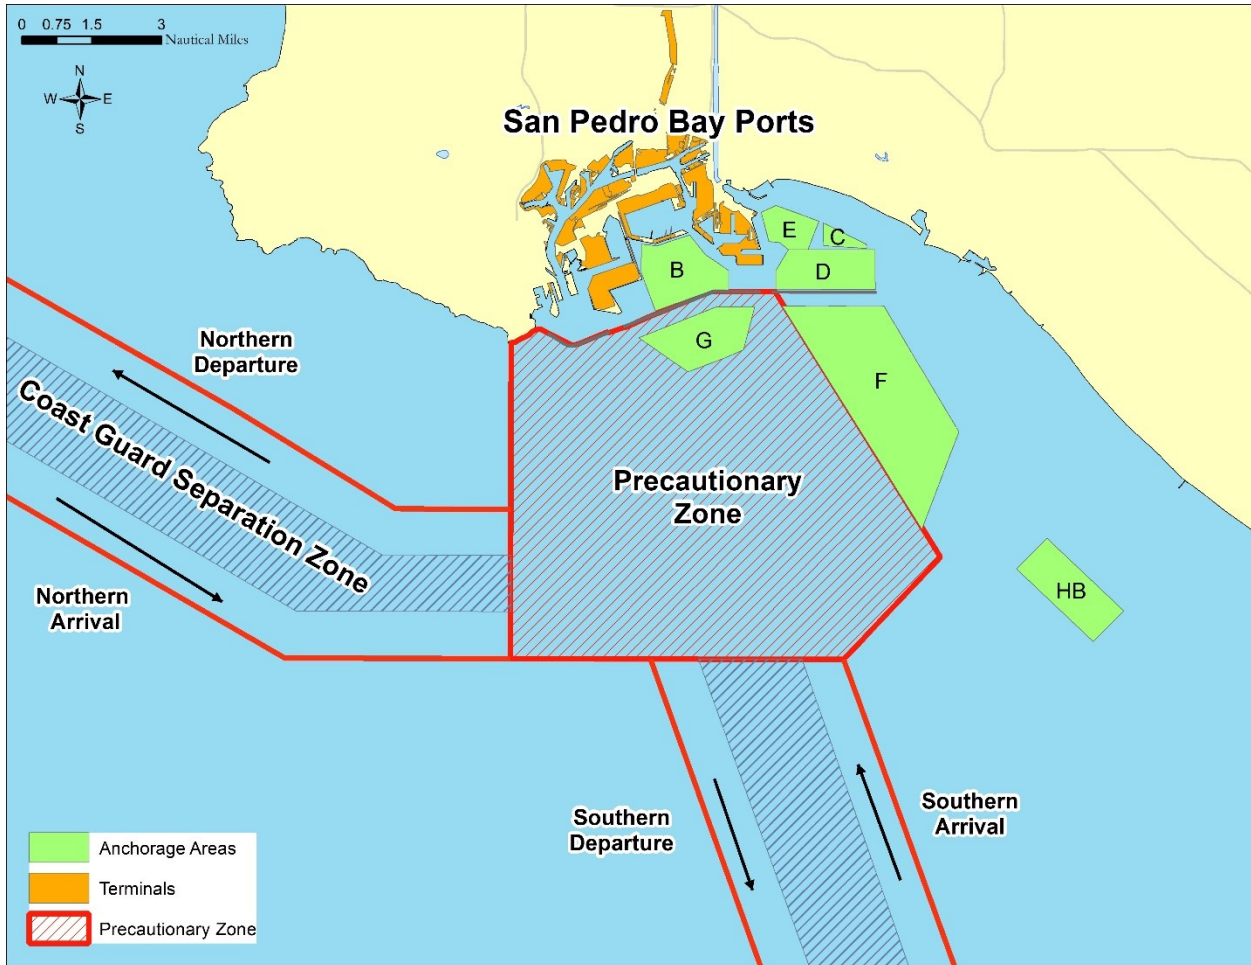 0 0.75 1.5 3
Nautical Miles
N
W E
S
San Pedro Bay Ports
E
C
B
D
G
F
Northern
Departure
Coast Guard Separation Zone
Precautionary
Zone
Northern
Arrival
HB
Southern
Departure
Southern
Arrival
Anchorage Areas
Terminals
Precautionary Zone